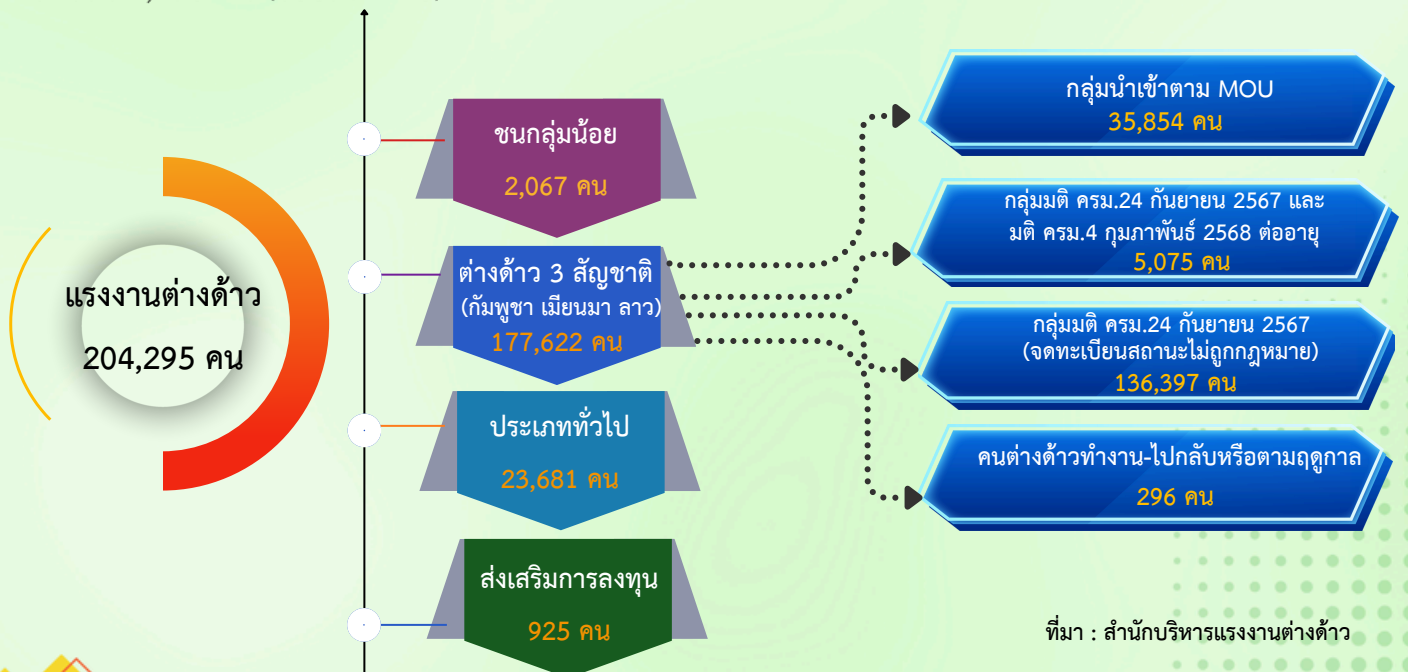 แรงงานต่างด้าว
204,295 คน
ชนกลุ่มน้อย
2,067 คน
ต่างด้าว 3 สัญชาติ
(กัมพูชา เมียนมา ลาว)
177,622 คน
ประเภททั่วไป
23,681 คน
ส่งเสริมการลงทุน
925 คน
กลุ่มนำเข้าตาม MOU
35,854 คน
กลุ่มมติ ครม.24 กันยายน 2567 และ
มติ ครม.4 กุมภาพันธ์ 2568 ต่ออายุ
5,075 คน
กลุ่มมติ ครม.24 กันยายน 2567
(จดทะเบียนสถานะไม่ถูกกฎหมาย)
136,397 คน
คนต่างด้าวทำงาน-ไปกลับหรือตามฤดูกาล
296 คน
ที่มา : สำนักบริหารแรงงานต่างด้าว